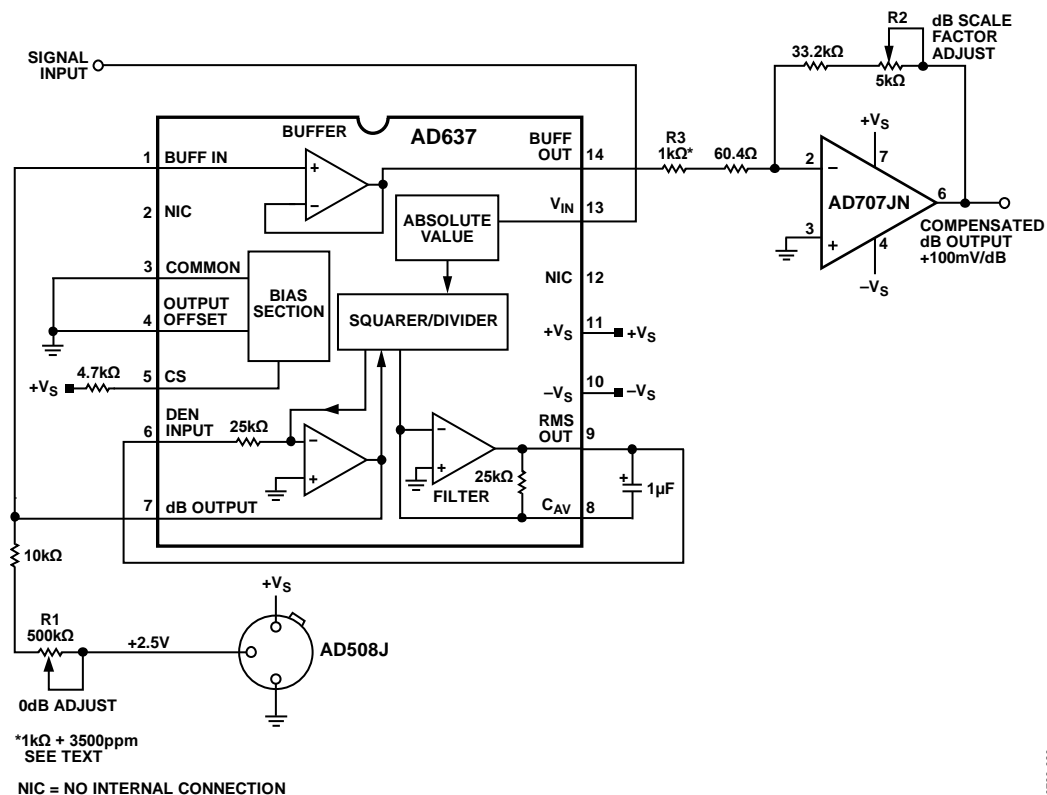 SIGNAL
INPUT
R2
dB SCALE
FACTOR
ADJUST
33.2kΩ
5kΩ
BUFFER
AD637
BUFF
OUT
14
R3
1kΩ*
60.4Ω
+VS
7
2
−
AD707JN
6
3
+
4
−VS
COMPENSATED
dB OUTPUT
+100mV/dB
1
BUFF IN
+
−
2
NIC
ABSOLUTE
VALUE
VIN
13
3
COMMON
4
OUTPUT
OFFSET
BIAS
SECTION
NIC
12
SQUARER/DIVIDER
+VS
11
+VS
+VS
4.7kΩ
5
CS
−VS
10
−VS
6
DEN
INPUT
25kΩ
−
+
−
+
FILTER
25kΩ
RMS
OUT
9
+
1µF
7
dB OUTPUT
CAV
8
10kΩ
+VS
R1
500kΩ
+2.5V
AD508J
0dB ADJUST
*1kΩ + 3500ppm
SEE TEXT
NIC = NO INTERNAL CONNECTION